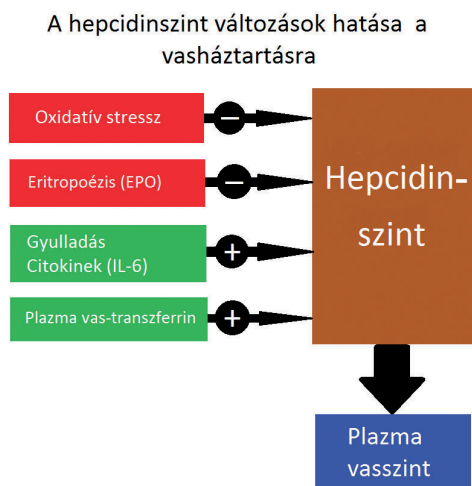 A hepcidinszint változások hatása a
vasháztartásra
Oxidatív stressz
−
Eritropoézis (EPO)
−
Gyulladás
Citokinek (IL-6)
+
Plazma vas-transzferrin
+
Hepcidin-
szint
Plazma
vasszint